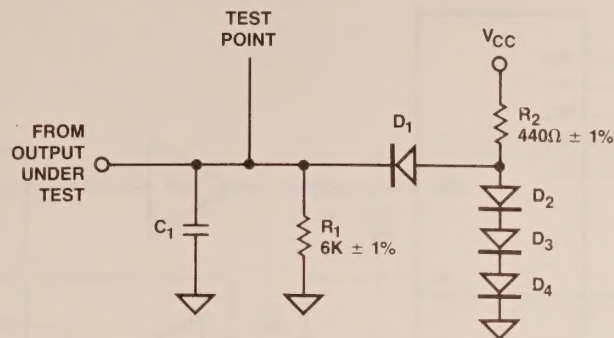 TEST
POINT
VCC
FROM
OUTPUT
UNDER
TEST
D1
R2
440Ω ± 1%
C1
R1
6K ± 1%
D2
D3
D4